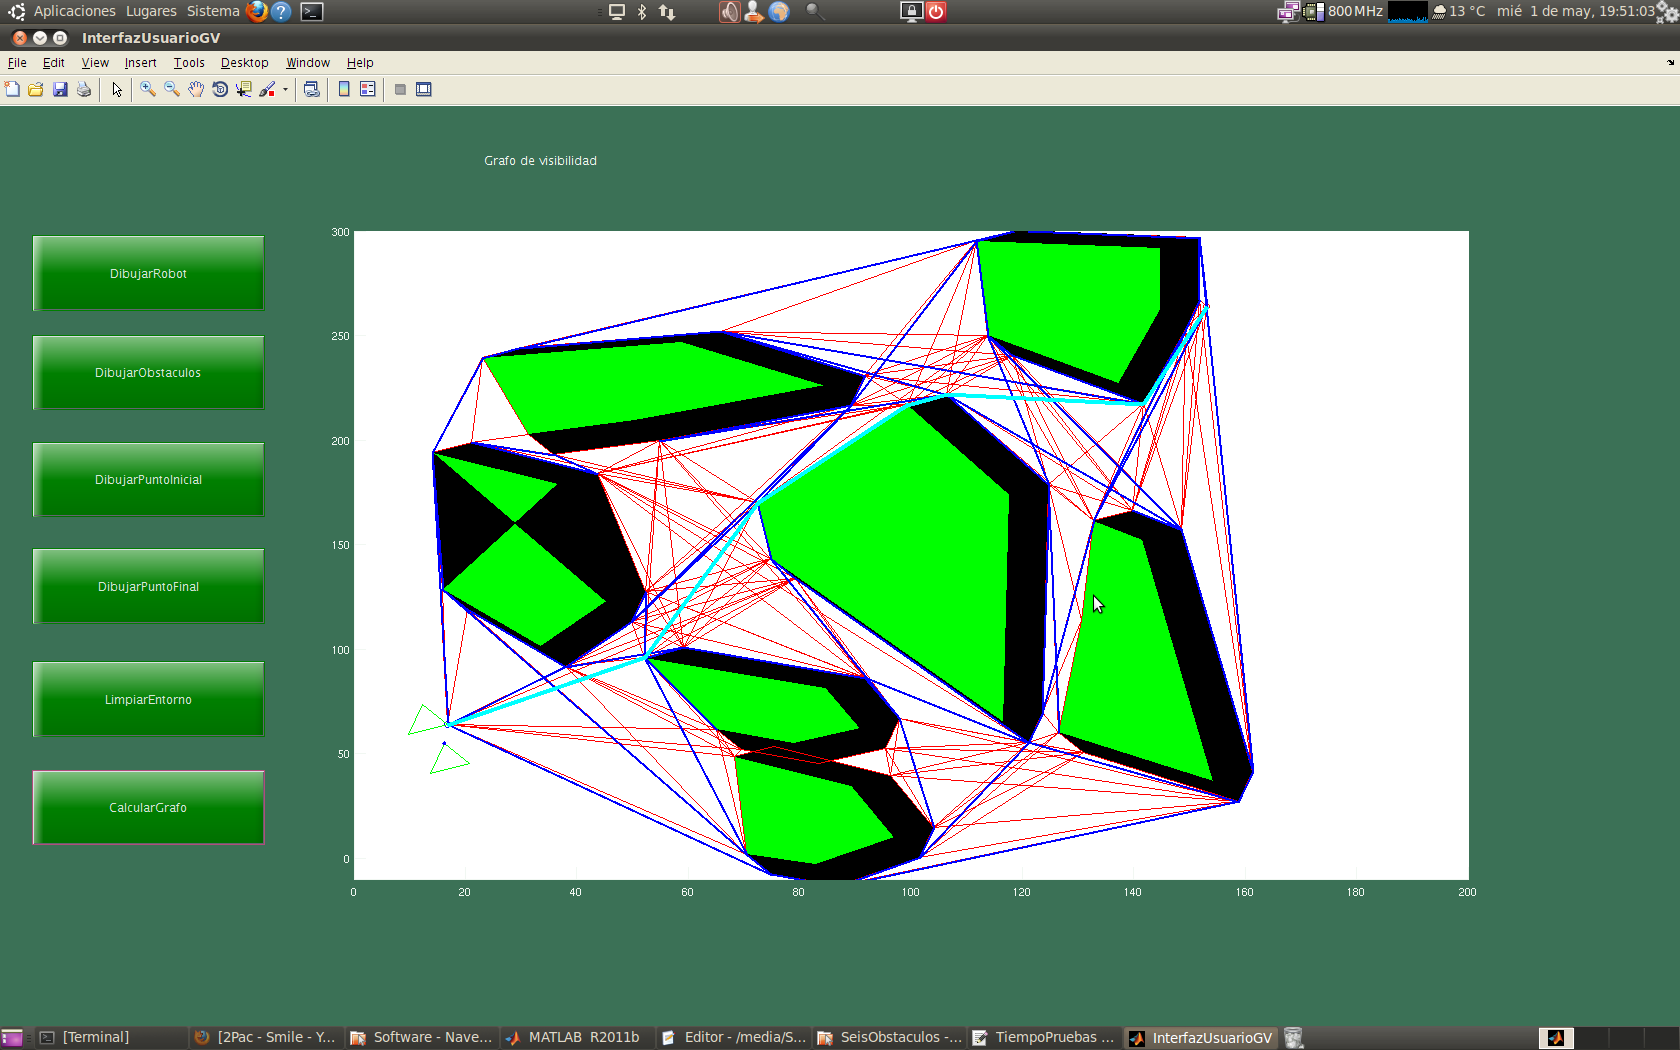 Aplicaciones Lugares Sistema
800 MHz 13 °C mié 1 de may, 19:51:03
InterfazUsuarioGV
File Edit View Insert Tools Desktop Window Help
Grafo de visibilidad
DibujarRobot
DibujarObstaculos
DibujarPuntoInicial
DibujarPuntoFinal
LimpiarEntorno
CalcularGrafo
300
250
200
150
100
50
0
0 20 40 60 80 100 120 140 160 180 200
[Terminal] [2Pac - Smile - Y... Software - Nave... MATLAB R2011b Editor - /media/S... SeisObstaculos -... TiempoPruebas ... InterfazUsuarioGV